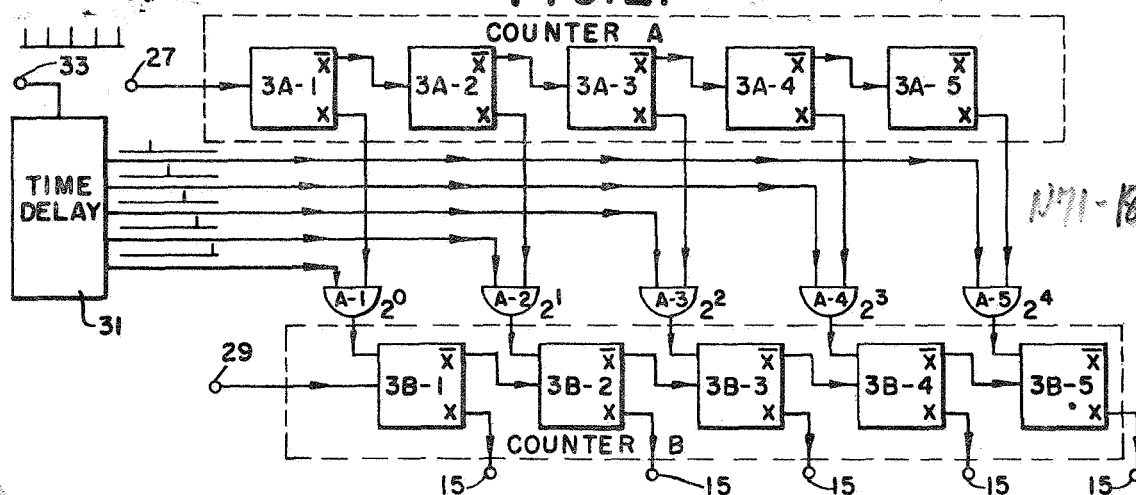 COUNTER A
33
27
3A-1 X̅ X
3A-2 X̅ X
3A-3 X̅ X
3A-4 X̅ X
3A-5 X̅ X
TIME
DELAY
31
A-1 2⁰
A-2 2¹
A-3 2²
A-4 2³
A-5 2⁴
29
3B-1 X̅ X
3B-2 X̅ X
3B-3 X̅ X
3B-4 X̅ X
3B-5 X̅ X
COUNTER B
15
15
15
15
15